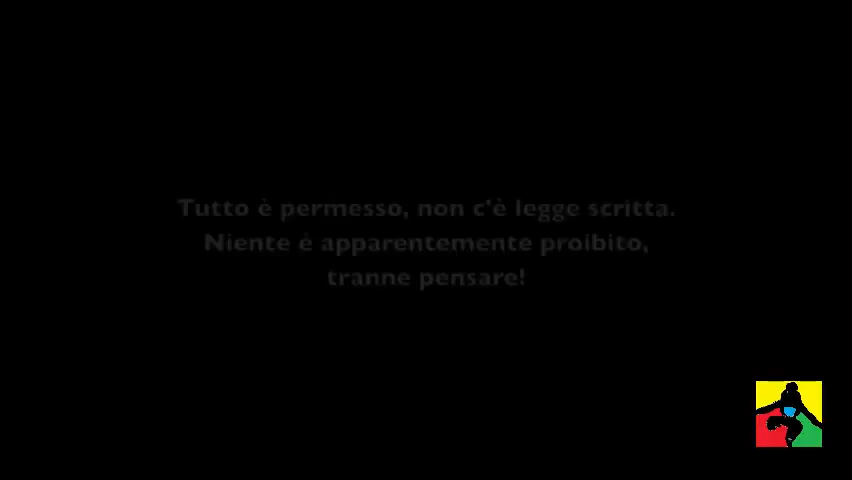 Tutto è permesso, non c'è legge scritta.
Niente è apparentemente proibito,
tranne pensare!